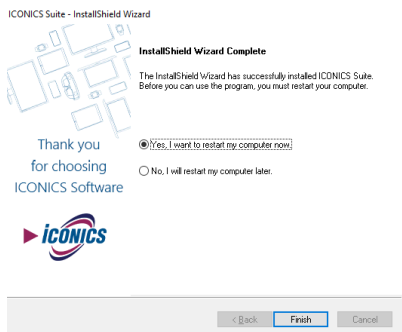 ICONICS Suite - InstallShield Wizard
InstallShield Wizard Complete
The InstallShield Wizard has successfully installed ICONICS Suite.
Before you can use the program, you must restart your computer.
Thank you
for choosing
ICONICS Software
Yes, I want to restart my computer now.
No, I will restart my computer later.
ICONICS
< Back
Finish
Cancel